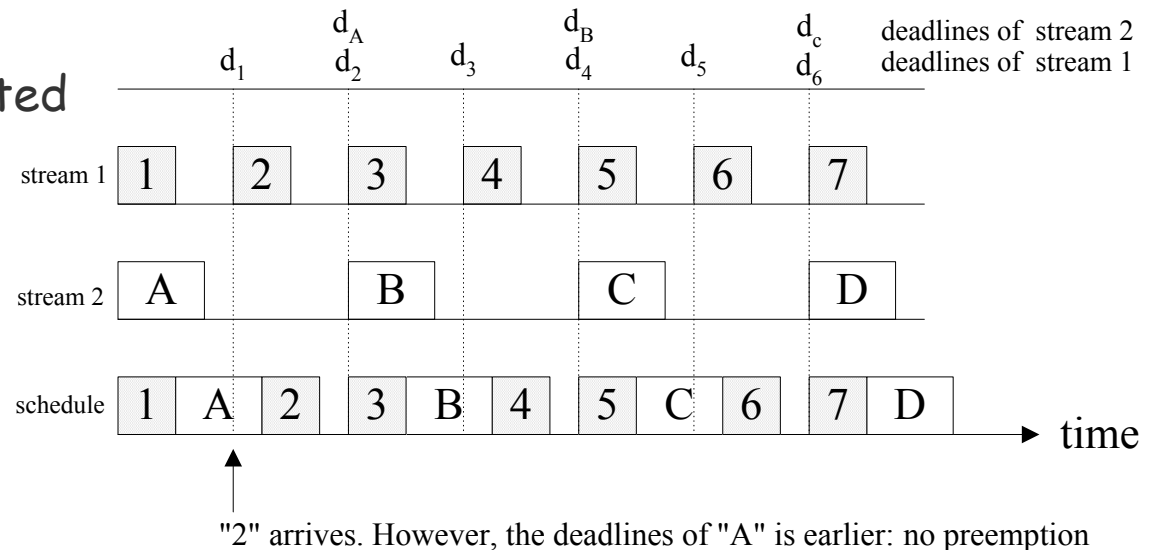 d_A d_B d_c deadlines of stream 2
d_1 d_2 d_3 d_4 d_5 d_6 deadlines of stream 1
ted
stream 1 1 2 3 4 5 6 7
stream 2 A B C D
schedule 1 A 2 3 B 4 5 C 6 7 D
time
"2" arrives. However, the deadlines of "A" is earlier: no preemption